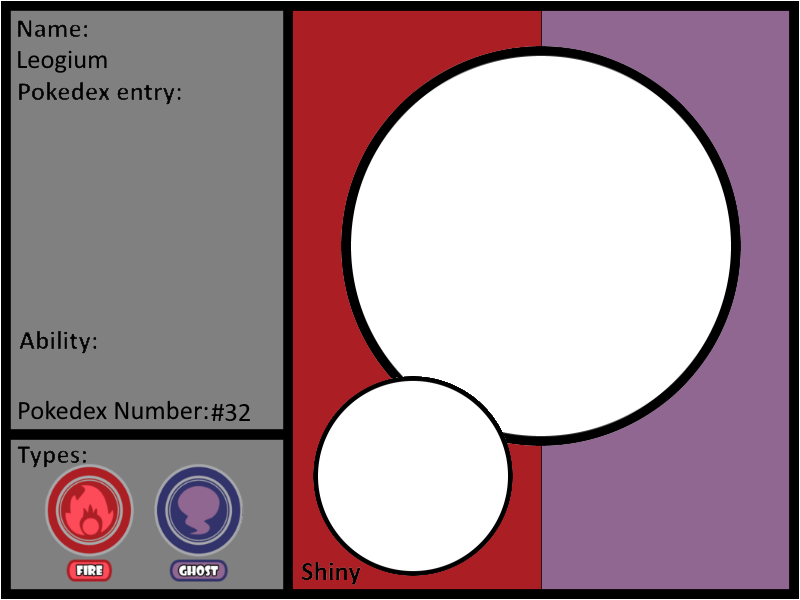 Name:
Leogium
Pokedex entry:
Ability:
Pokedex Number:#32
Types:
FIRE GHOST
Shiny